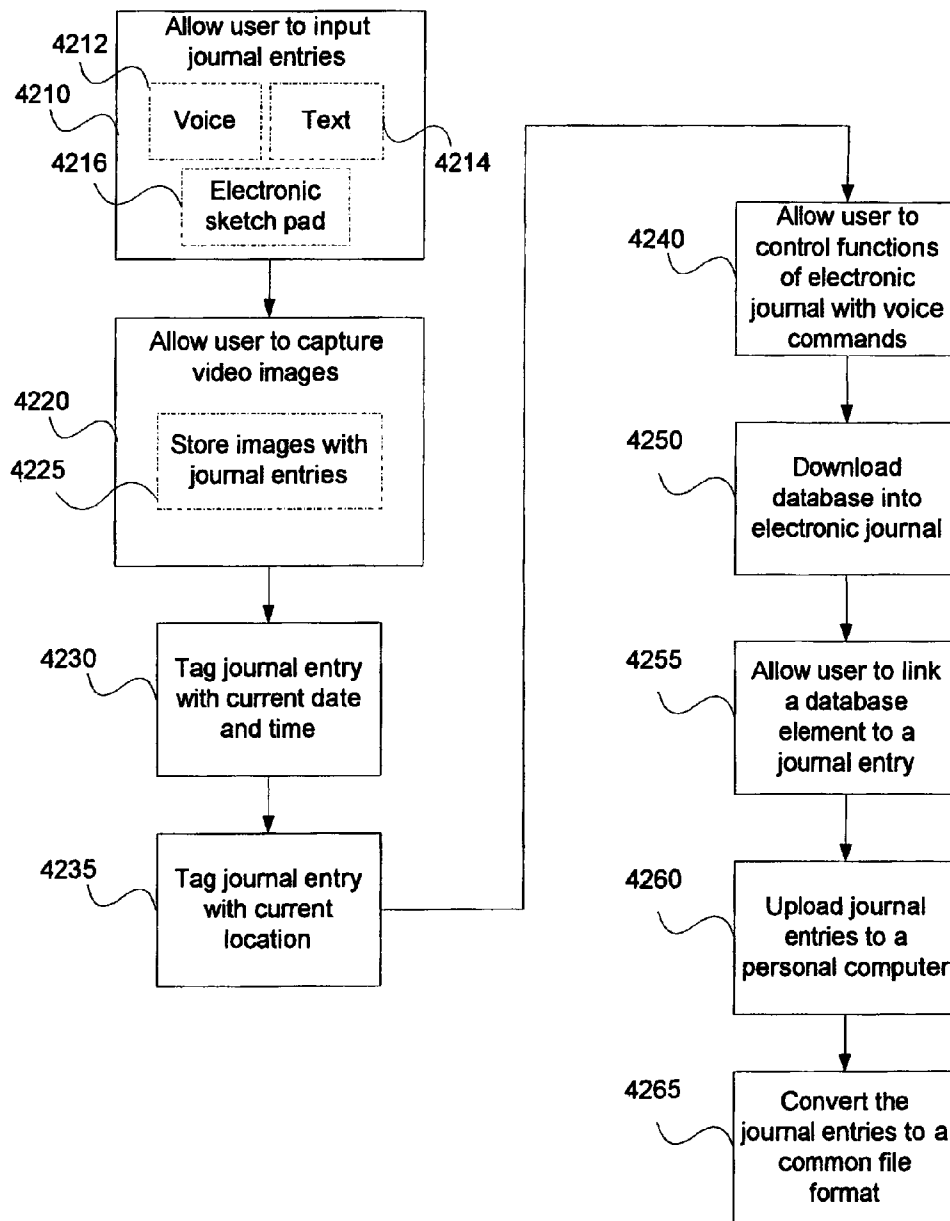 Allow user to input
journal entries
4212
4210
Voice
Text
4214
4216
Electronic
sketch pad
Allow user to capture
video images
4220
4225
Store images with
journal entries
4230
Tag journal entry
with current date
and time
4235
Tag journal entry
with current
location
4240
Allow user to
control functions
of electronic
journal with voice
commands
4250
Download
database into
electronic journal
4255
Allow user to link
a database
element to a
journal entry
4260
Upload journal
entries to a
personal computer
4265
Convert the
journal entries to a
common file
format